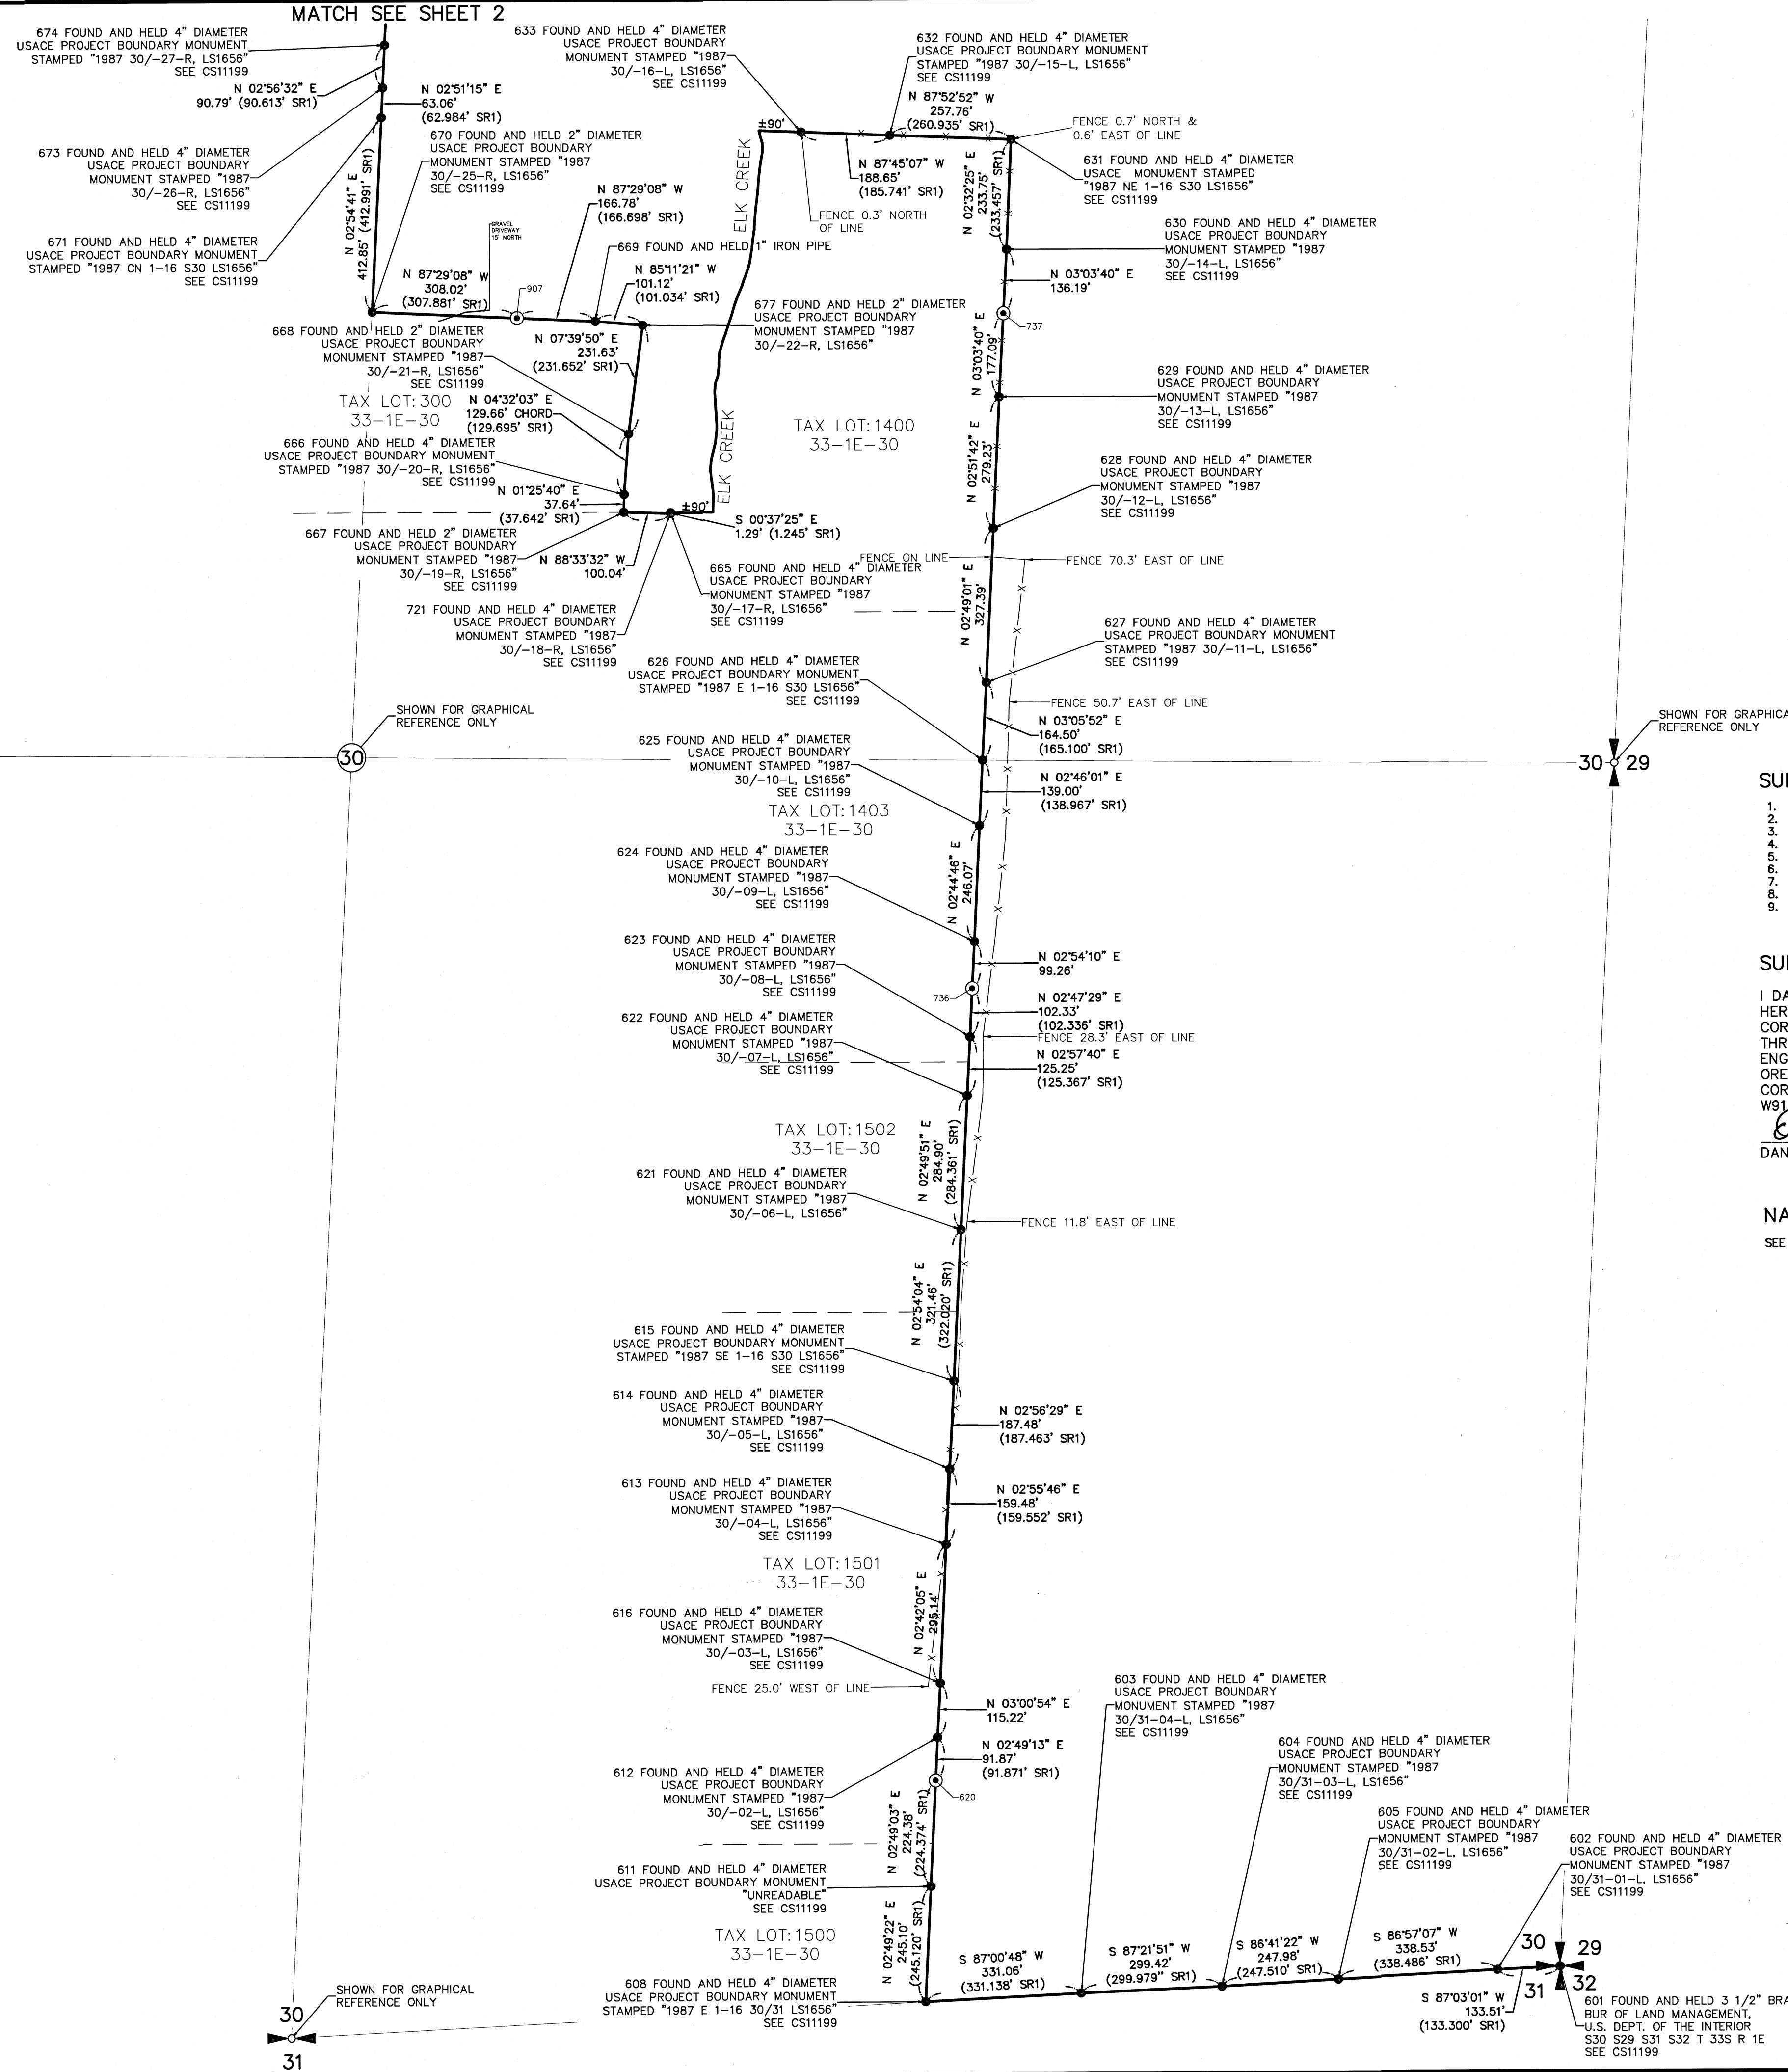 MATCH SEE SHEET 2
674 FOUND AND HELD 4" DIAMETER
USACE PROJECT BOUNDARY MONUMENT
STAMPED "1987 30/-27-R, LS1656"
SEE CS11199
N 02°56'32" E
90.79' (90.613' SR1)
N 02°51'15" E
63.06'
(62.984' SR1)
673 FOUND AND HELD 4" DIAMETER
USACE PROJECT BOUNDARY
MONUMENT STAMPED "1987
30/-26-R, LS1656"
SEE CS11199
670 FOUND AND HELD 2" DIAMETER
USACE PROJECT BOUNDARY
MONUMENT STAMPED "1987
30/-25-R, LS1656"
SEE CS11199
671 FOUND AND HELD 4" DIAMETER
USACE PROJECT BOUNDARY MONUMENT
STAMPED "1987 CN 1-16 S30 LS1656"
SEE CS11199
N 02°54'41" E
412.85' (412.991' SR1)
N 87°29'08" W
308.02'
(307.881' SR1)
GRAVEL
DRIVEWAY
15' NORTH
907
N 87°29'08" W
166.78'
(166.698' SR1)
669 FOUND AND HELD 1" IRON PIPE
N 85°11'21" W
101.12'
(101.034' SR1)
677 FOUND AND HELD 2" DIAMETER
USACE PROJECT BOUNDARY
MONUMENT STAMPED "1987
30/-22-R, LS1656"
668 FOUND AND HELD 2" DIAMETER
USACE PROJECT BOUNDARY
MONUMENT STAMPED "1987
30/-21-R, LS1656"
SEE CS11199
N 07°39'50" E
231.63'
(231.652' SR1)
TAX LOT: 300
33-1E-30
N 04°32'03" E
129.66' CHORD
(129.695' SR1)
666 FOUND AND HELD 4" DIAMETER
USACE PROJECT BOUNDARY MONUMENT
STAMPED "1987 30/-20-R, LS1656"
SEE CS11199
N 01°25'40" E
37.64'
(37.642' SR1)
±90'
S 00°37'25" E
1.29' (1.245' SR1)
667 FOUND AND HELD 2" DIAMETER
USACE PROJECT BOUNDARY
MONUMENT STAMPED "1987
30/-19-R, LS1656"
SEE CS11199
N 88°33'32" W
100.04'
665 FOUND AND HELD 4" DIAMETER
USACE PROJECT BOUNDARY
MONUMENT STAMPED "1987
30/-17-R, LS1656"
SEE CS11199
721 FOUND AND HELD 4" DIAMETER
USACE PROJECT BOUNDARY
MONUMENT STAMPED "1987
30/-18-R, LS1656"
SEE CS11199
ELK CREEK
ELK CREEK
633 FOUND AND HELD 4" DIAMETER
USACE PROJECT BOUNDARY
MONUMENT STAMPED "1987
30/-16-L, LS1656"
SEE CS11199
±90'
632 FOUND AND HELD 4" DIAMETER
USACE PROJECT BOUNDARY MONUMENT
STAMPED "1987 30/-15-L, LS1656"
SEE CS11199
N 87°52'52" W
257.76'
(260.935' SR1)
FENCE 0.7' NORTH &
0.6' EAST OF LINE
N 87°45'07" W
188.65'
(185.741' SR1)
FENCE 0.3' NORTH
OF LINE
631 FOUND AND HELD 4" DIAMETER
USACE MONUMENT STAMPED
"1987 NE 1-16 S30 LS1656"
SEE CS11199
N 02°32'25" E
233.75'
(233.457' SR1)
630 FOUND AND HELD 4" DIAMETER
USACE PROJECT BOUNDARY
MONUMENT STAMPED "1987
30/-14-L, LS1656"
SEE CS11199
N 03°03'40" E
136.19'
737
N 03°03'40" E
177.09'
629 FOUND AND HELD 4" DIAMETER
USACE PROJECT BOUNDARY
MONUMENT STAMPED "1987
30/-13-L, LS1656"
SEE CS11199
TAX LOT: 1400
33-1E-30
N 02°51'42" E
279.23'
628 FOUND AND HELD 4" DIAMETER
USACE PROJECT BOUNDARY
MONUMENT STAMPED "1987
30/-12-L, LS1656"
SEE CS11199
FENCE ON LINE
FENCE 70.3' EAST OF LINE
N 02°49'01" E
327.39'
627 FOUND AND HELD 4" DIAMETER
USACE PROJECT BOUNDARY MONUMENT
STAMPED "1987 30/-11-L, LS1656"
SEE CS11199
626 FOUND AND HELD 4" DIAMETER
USACE PROJECT BOUNDARY MONUMENT
STAMPED "1987 E 1-16 S30 LS1656"
SEE CS11199
FENCE 50.7' EAST OF LINE
N 03°05'52" E
164.50'
(165.100' SR1)
SHOWN FOR GRAPHICAL
REFERENCE ONLY
30
SHOWN FOR GRAPHICA
REFERENCE ONLY
30 29
625 FOUND AND HELD 4" DIAMETER
USACE PROJECT BOUNDARY
MONUMENT STAMPED "1987
30/-10-L, LS1656"
SEE CS11199
N 02°46'01" E
139.00'
(138.967' SR1)
TAX LOT: 1403
33-1E-30
SU
1.
2.
3.
4.
5.
6.
7.
8.
9.
624 FOUND AND HELD 4" DIAMETER
USACE PROJECT BOUNDARY
MONUMENT STAMPED "1987
30/-09-L, LS1656"
SEE CS11199
N 02°44'46" E
246.07'
623 FOUND AND HELD 4" DIAMETER
USACE PROJECT BOUNDARY
MONUMENT STAMPED "1987
30/-08-L, LS1656"
SEE CS11199
N 02°54'10" E
99.26'
736
N 02°47'29" E
102.33'
(102.336' SR1)
FENCE 28.3' EAST OF LINE
622 FOUND AND HELD 4" DIAMETER
USACE PROJECT BOUNDARY
MONUMENT STAMPED "1987
30/-07-L, LS1656"
SEE CS11199
N 02°57'40" E
125.25'
(125.367' SR1)
SU
I DA
HER
COR
THR
ENG
ORE
COR
W91
DAN
TAX LOT: 1502
33-1E-30
N 02°49'51" E
284.90'
(284.361' SR1)
621 FOUND AND HELD 4" DIAMETER
USACE PROJECT BOUNDARY
MONUMENT STAMPED "1987
30/-06-L, LS1656"
FENCE 11.8' EAST OF LINE
NA
SEE
N 02°54'04" E
321.46'
(322.020' SR1)
615 FOUND AND HELD 4" DIAMETER
USACE PROJECT BOUNDARY MONUMENT
STAMPED "1987 SE 1-16 S30 LS1656"
SEE CS11199
614 FOUND AND HELD 4" DIAMETER
USACE PROJECT BOUNDARY
MONUMENT STAMPED "1987
30/-05-L, LS1656"
SEE CS11199
N 02°56'29" E
187.48'
(187.463' SR1)
613 FOUND AND HELD 4" DIAMETER
USACE PROJECT BOUNDARY
MONUMENT STAMPED "1987
30/-04-L, LS1656"
SEE CS11199
N 02°55'46" E
159.48'
(159.552' SR1)
TAX LOT: 1501
33-1E-30
N 02°42'05" E
295.14'
616 FOUND AND HELD 4" DIAMETER
USACE PROJECT BOUNDARY
MONUMENT STAMPED "1987
30/-03-L, LS1656"
SEE CS11199
FENCE 25.0' WEST OF LINE
N 03°00'54" E
115.22'
N 02°49'13" E
91.87'
(91.871' SR1)
612 FOUND AND HELD 4" DIAMETER
USACE PROJECT BOUNDARY
MONUMENT STAMPED "1987
30/-02-L, LS1656"
SEE CS11199
620
N 02°49'03" E
224.38'
(224.374' SR1)
611 FOUND AND HELD 4" DIAMETER
USACE PROJECT BOUNDARY MONUMENT
"UNREADABLE"
SEE CS11199
N 02°49'22" E
245.10'
(245.120' SR1)
TAX LOT: 1500
33-1E-30
608 FOUND AND HELD 4" DIAMETER
USACE PROJECT BOUNDARY MONUMENT
STAMPED "1987 E 1-16 30/31 LS1656"
SEE CS11199
603 FOUND AND HELD 4" DIAMETER
USACE PROJECT BOUNDARY
MONUMENT STAMPED "1987
30/31-04-L, LS1656"
SEE CS11199
604 FOUND AND HELD 4" DIAMETER
USACE PROJECT BOUNDARY
MONUMENT STAMPED "1987
30/31-03-L, LS1656"
SEE CS11199
605 FOUND AND HELD 4" DIAMETER
USACE PROJECT BOUNDARY
MONUMENT STAMPED "1987
30/31-02-L, LS1656"
SEE CS11199
602 FOUND AND HELD 4" DIAMETER
USACE PROJECT BOUNDARY
MONUMENT STAMPED "1987
30/31-01-L, LS1656"
SEE CS11199
S 87°00'48" W
331.06'
(331.138' SR1)
S 87°21'51" W
299.42'
(299.979'' SR1)
S 86°41'22" W
247.98'
(247.510' SR1)
S 86°57'07" W
338.53'
(338.486' SR1)
30 29
31 32
S 87°03'01" W
133.51'
(133.300' SR1)
601 FOUND AND HELD 3 1/2" BRA
BUR OF LAND MANAGEMENT,
U.S. DEPT. OF THE INTERIOR
S30 S29 S31 S32 T 33S R 1E
SEE CS11199
SHOWN FOR GRAPHICAL
REFERENCE ONLY
30
31